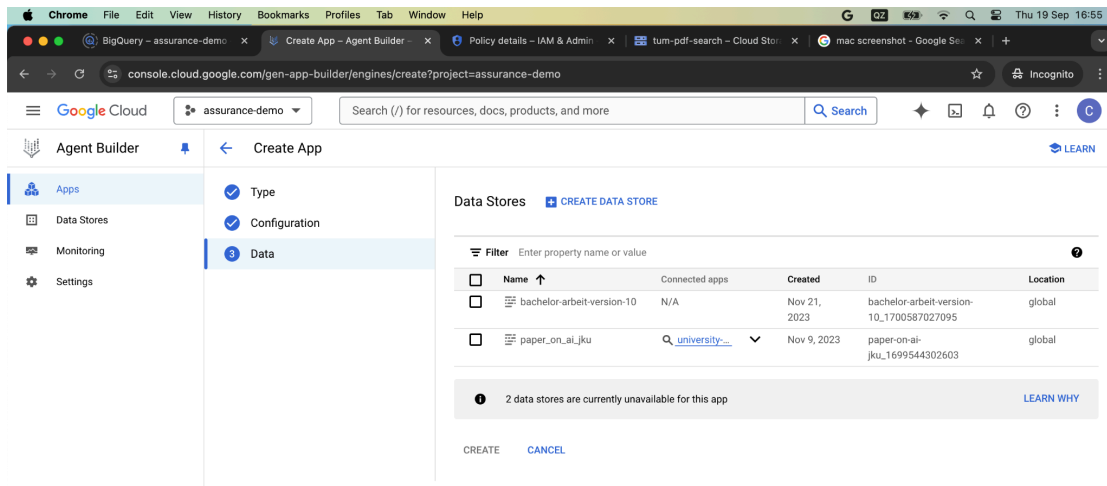 Chrome File Edit View History Bookmarks Profiles Tab Window Help G QZ Thu 19 Sep 16:55
BigQuery – assurance-demo × Create App – Agent Builder – × Policy details – IAM & Admin × tum-pdf-search – Cloud Stor × mac screenshot - Google Sea × +
console.cloud.google.com/gen-app-builder/engines/create?project=assurance-demo Incognito
Google Cloud assurance-demo Search (/) for resources, docs, products, and more Search C
Agent Builder Create App LEARN
Apps
Data Stores
Monitoring
Settings
Type
Configuration
3 Data
Data Stores CREATE DATA STORE
Filter Enter property name or value
Name Connected apps Created ID Location
bachelor-arbeit-version-10 N/A Nov 21, 2023 bachelor-arbeit-version-10_1700587027095 global
paper_on_ai_jku university-... Nov 9, 2023 paper-on-ai-jku_1699544302603 global
2 data stores are currently unavailable for this app LEARN WHY
CREATE CANCEL